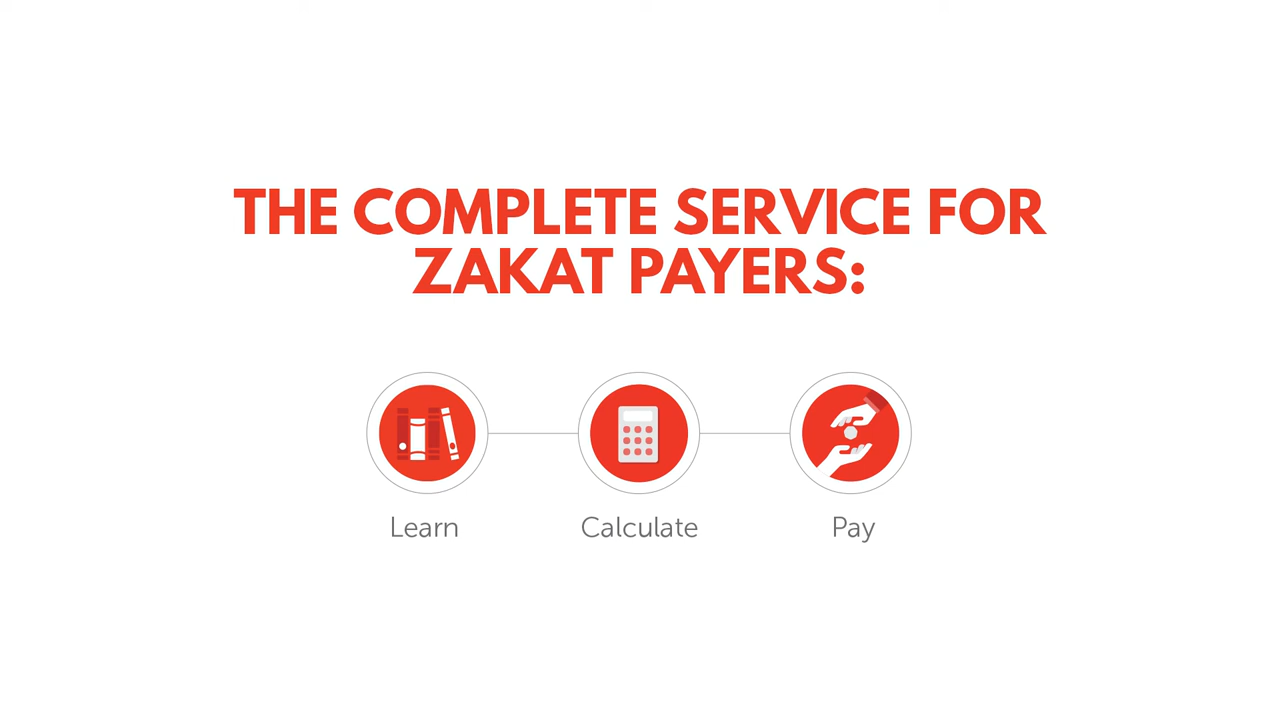 THE COMPLETE SERVICE FOR
ZAKAT PAYERS:
Learn
Calculate
Pay